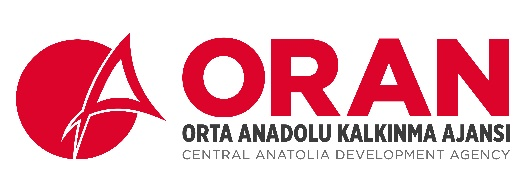 ORAN
ORTA ANADOLU KALKINMA AJANSI
CENTRAL ANATOLIA DEVELOPMENT AGENCY